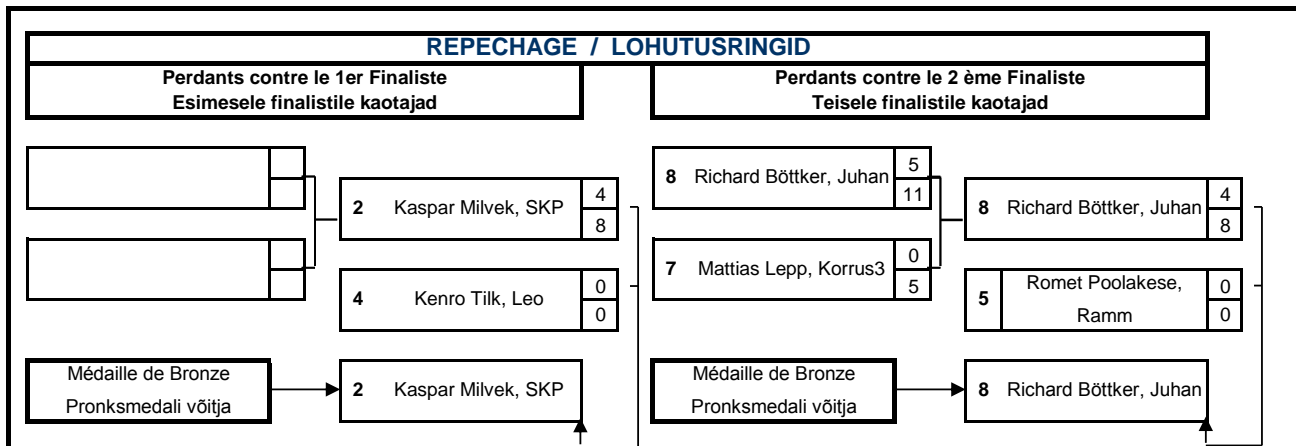 REPECHAGE / LOHUTUSRINGID
Perdants contre le 1er Finaliste
Esimesele finalistile kaotajad
Perdants contre le 2 ème Finaliste
Teisele finalistile kaotajad
2 Kaspar Milvek, SKP 4
8
4 Kenro Tilk, Leo 0
0
Médaille de Bronze
Pronksmedali võitja
2 Kaspar Milvek, SKP
8 Richard Böttker, Juhan 5
11
7 Mattias Lepp, Korrus3 0
5
8 Richard Böttker, Juhan 4
8
5 Romet Poolakese, 0
Ramm 0
Médaille de Bronze
Pronksmedali võitja
8 Richard Böttker, Juhan